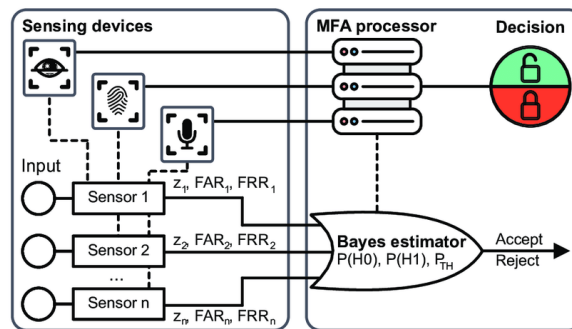 Sensing devices
MFA processor
Decision
Input
Sensor 1
z1, FAR1, FRR1
Sensor 2
z2, FAR2, FRR2
...
Sensor n
zn, FARn, FRRn
Bayes estimator
P(H0), P(H1), PTH
Accept
Reject